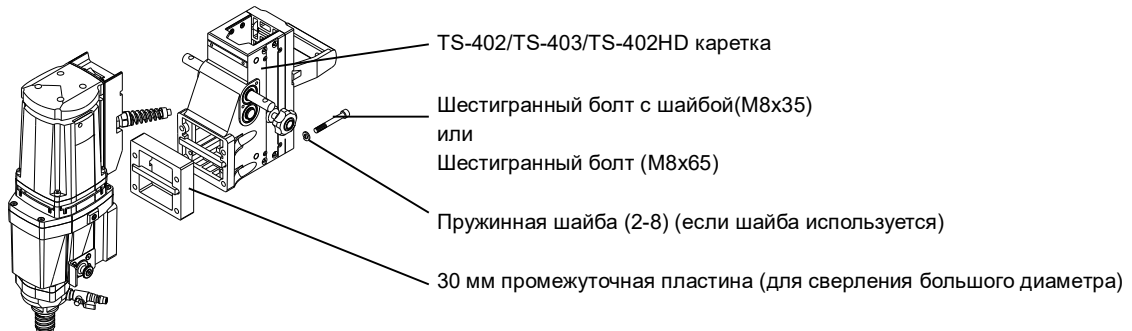 TS-402/TS-403/TS-402HD каретка
Шестигранный болт с шайбой(M8x35)
или
Шестигранный болт (M8x65)
Пружинная шайба (2-8) (если шайба используется)
30 мм промежуточная пластина (для сверления большого диаметра)